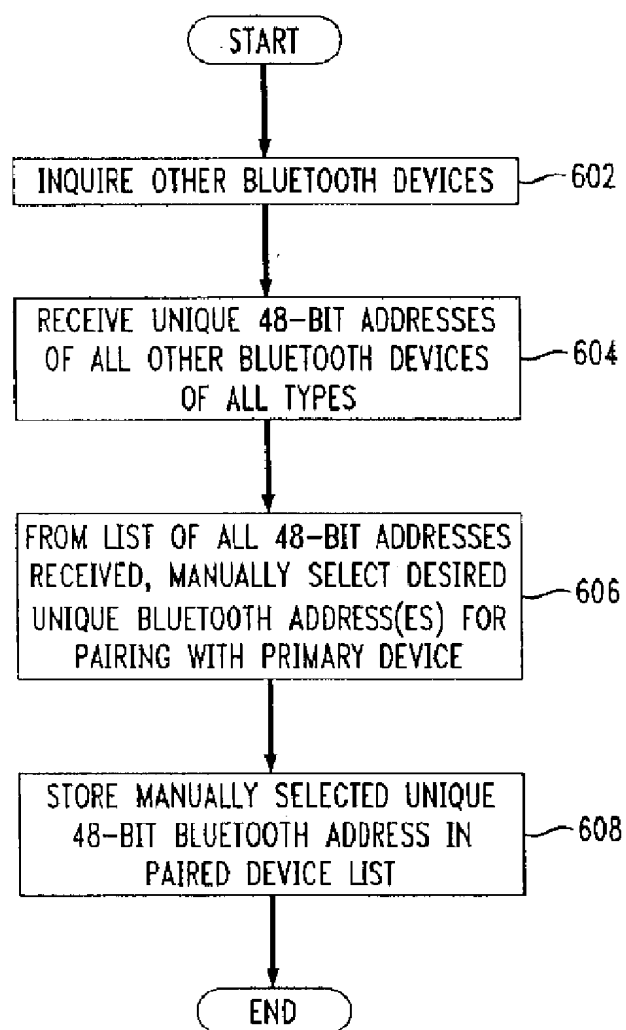 START
INQUIRE OTHER BLUETOOTH DEVICES
602
RECEIVE UNIQUE 48-BIT ADDRESSES
OF ALL OTHER BLUETOOTH DEVICES
OF ALL TYPES
604
FROM LIST OF ALL 48-BIT ADDRESSES
RECEIVED, MANUALLY SELECT DESIRED
UNIQUE BLUETOOTH ADDRESS(ES) FOR
PAIRING WITH PRIMARY DEVICE
606
STORE MANUALLY SELECTED UNIQUE
48-BIT BLUETOOTH ADDRESS IN
PAIRED DEVICE LIST
608
END